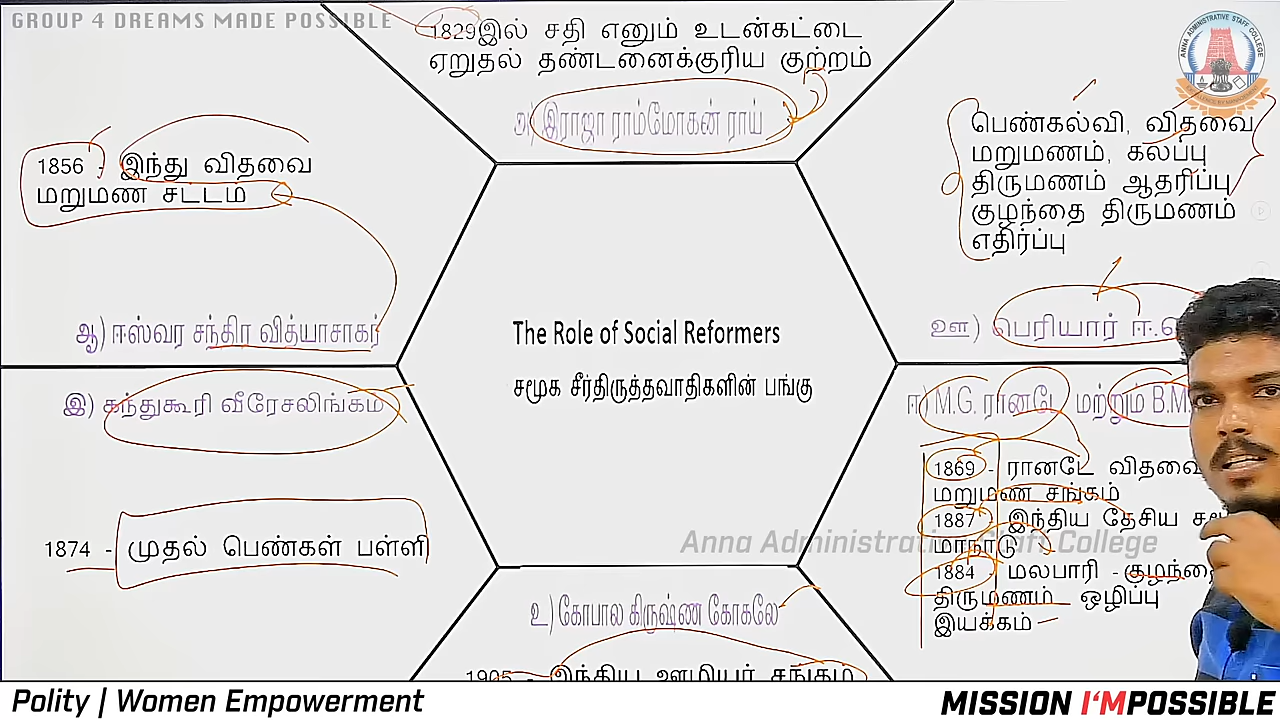 GROUP 4 DREAMS MADE POSSIBLE
1829இல் சதி எனும் உடன்கட்டை
ஏறுதல் தண்டனைக்குரிய குற்றம்
அ) இராஜா ராம்மோகன் ராய்
ANNA ADMINISTRATIVE STAFF COLLEGE
1856 - இந்து விதவை
மறுமண சட்டம்
ஆ) ஈஸ்வர சந்திர வித்யாசாகர்
பெண்கல்வி, விதவை
மறுமணம், கலப்பு
திருமணம் ஆதரிப்பு
குழந்தை திருமணம்
எதிர்ப்பு
ஊ) பெரியார் ஈ.
The Role of Social Reformers
சமூக சீர்திருத்தவாதிகளின் பங்கு
இ) கந்துகூரி வீரேசலிங்கம்
1874 - முதல் பெண்கள் பள்ளி
ஈ) M.G. ரானடே மற்றும் B.M.
1869 - ரானடே விதவை
மறுமண சங்கம்
1887 - இந்திய தேசிய
மாநாடு
1884 - மலபாரி - குழந்தை
திருமணம் ஒழிப்பு
இயக்கம்
Anna Administrative Staff College
உ) கோபால கிருஷ்ண கோகலே
1905 - இந்திய ஊழியர் சங்கம்
Polity | Women Empowerment
MISSION I'MPOSSIBLE